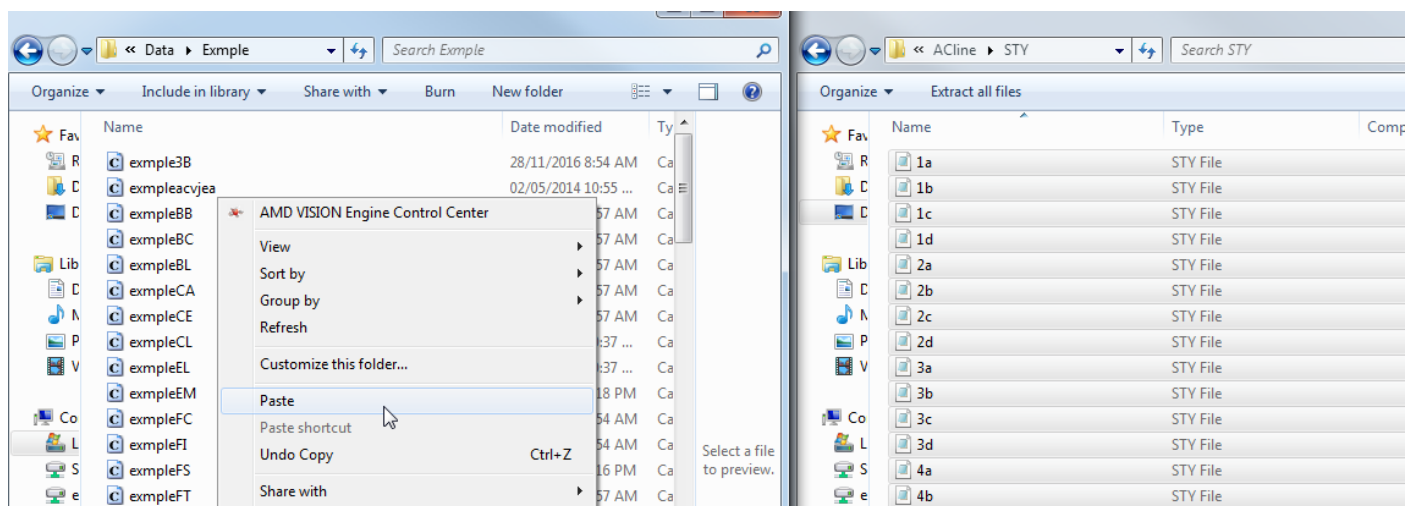 « Data ▸ Exmple
Search Exmple
Organize
Include in library
Share with
Burn
New folder
Name
Date modified
Ty
Fav
R
D
D
Lib
D
N
P
V
Co
L
S
e
exmple3B 28/11/2016 8:54 AM Ca
exmpleacvjea 02/05/2014 10:55 ... Ca
exmpleBB 57 AM Ca
exmpleBC 57 AM Ca
exmpleBL 57 AM Ca
exmpleCA 57 AM Ca
exmpleCE 57 AM Ca
exmpleCL :37 ... Ca
exmpleEL :37 ... Ca
exmpleEM 18 PM Ca
exmpleFC 54 AM Ca
exmpleFI 54 AM Ca
exmpleFS 16 PM Ca
exmpleFT 57 AM Ca
AMD VISION Engine Control Center
View
Sort by
Group by
Refresh
Customize this folder...
Paste
Paste shortcut
Undo Copy Ctrl+Z
Share with
Select a file
to preview.
« ACline ▸ STY
Search STY
Organize
Extract all files
Name
Type
Comp
Fav
R
D
D
Lib
D
N
P
V
Co
L
S
e
1a STY File
1b STY File
1c STY File
1d STY File
2a STY File
2b STY File
2c STY File
2d STY File
3a STY File
3b STY File
3c STY File
3d STY File
4a STY File
4b STY File